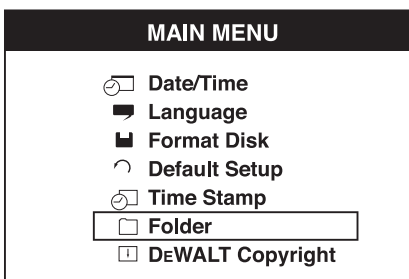 MAIN MENU
Date/Time
Language
Format Disk
Default Setup
Time Stamp
Folder
DEWALT Copyright